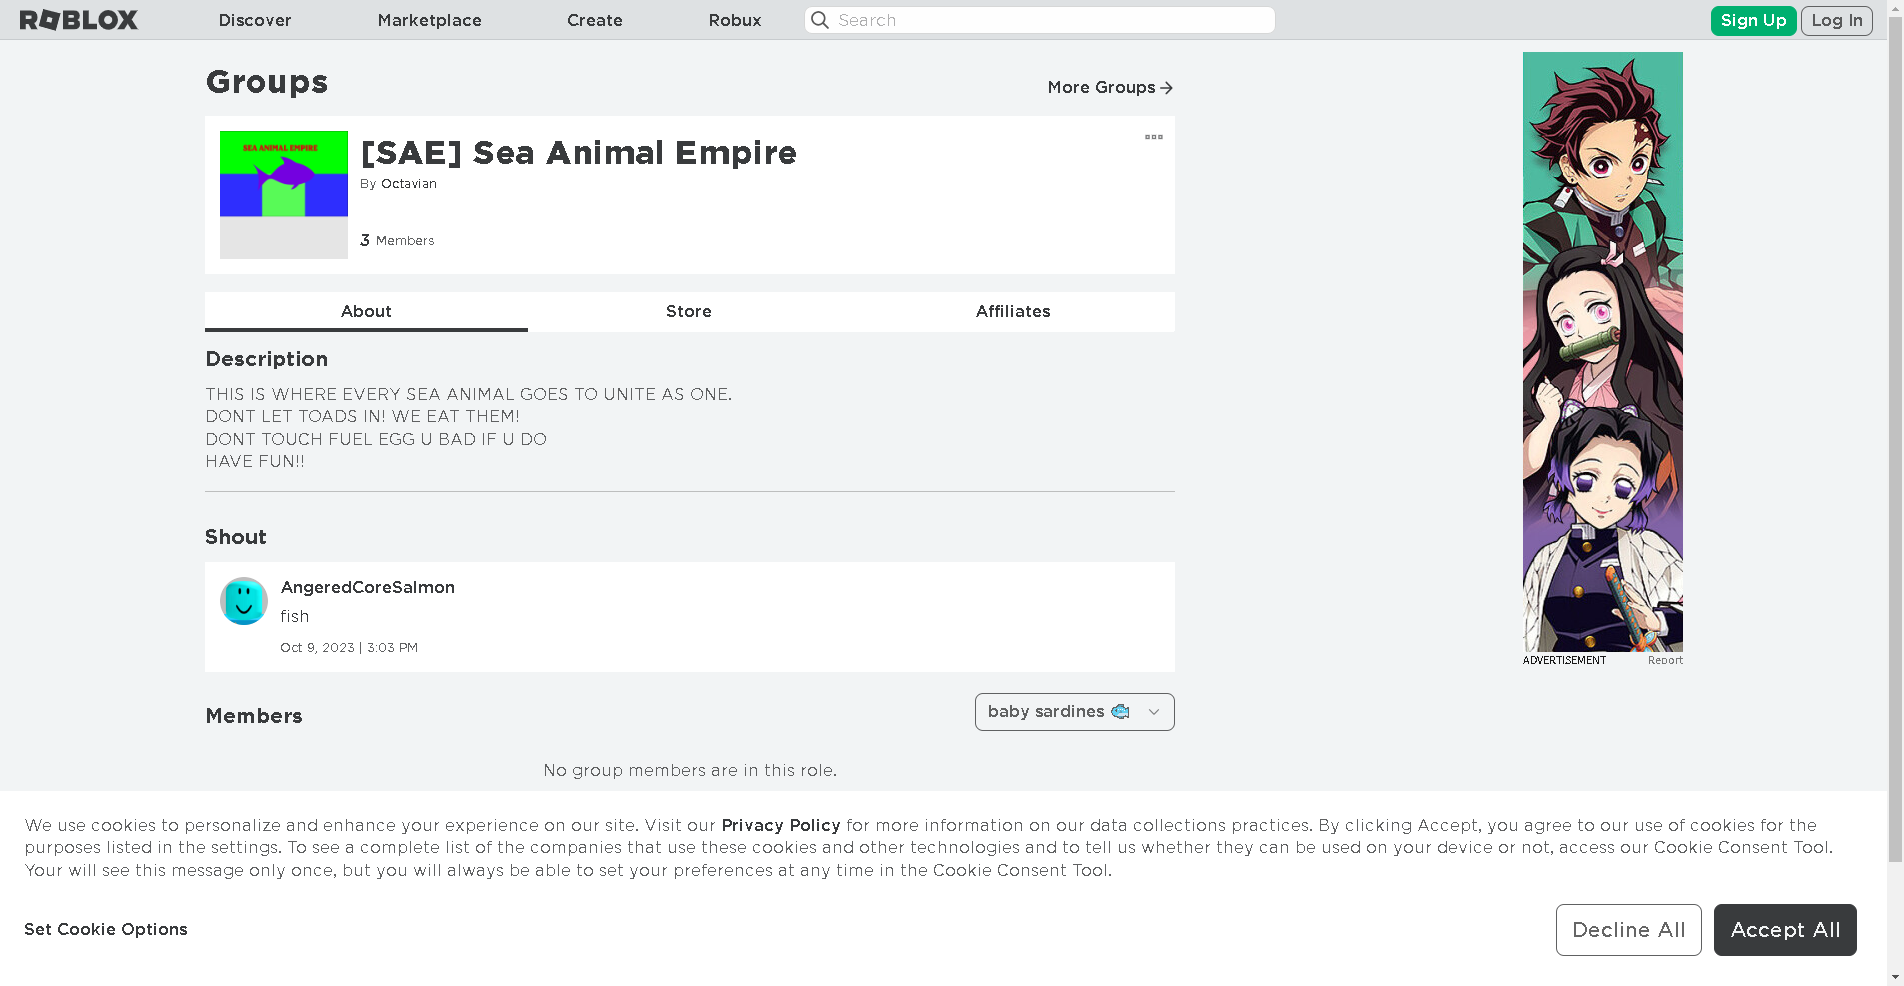 ROBLOX
Discover
Marketplace
Create
Robux
Search
Sign Up
Log In
Groups
More Groups
SEA ANIMAL EMPIRE
[SAE] Sea Animal Empire
By Octavian
3 Members
About
Store
Affiliates
Description
THIS IS WHERE EVERY SEA ANIMAL GOES TO UNITE AS ONE.
DONT LET TOADS IN! WE EAT THEM!
DONT TOUCH FUEL EGG U BAD IF U DO
HAVE FUN!!
Shout
AngeredCoreSalmon
fish
Oct 9, 2023 | 3:03 PM
ADVERTISEMENT
Report
Members
baby sardines 🐟
No group members are in this role.
We use cookies to personalize and enhance your experience on our site. Visit our Privacy Policy for more information on our data collections practices. By clicking Accept, you agree to our use of cookies for the
purposes listed in the settings. To see a complete list of the companies that use these cookies and other technologies and to tell us whether they can be used on your device or not, access our Cookie Consent Tool.
Your will see this message only once, but you will always be able to set your preferences at any time in the Cookie Consent Tool.
Set Cookie Options
Decline All
Accept All